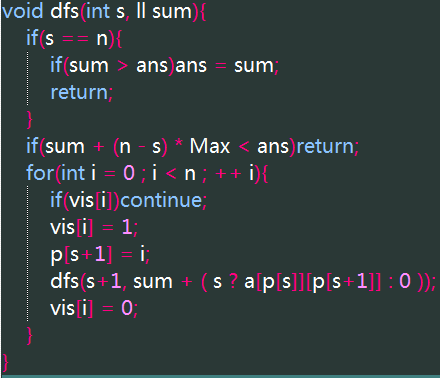 void dfs(int s, ll sum){
if(s == n){
if(sum > ans)ans = sum;
return;
}
if(sum + (n - s) * Max < ans)return;
for(int i = 0 ; i < n ; ++ i){
if(vis[i])continue;
vis[i] = 1;
p[s+1] = i;
dfs(s+1, sum + ( s ? a[p[s]][p[s+1]] : 0 ));
vis[i] = 0;
}
}